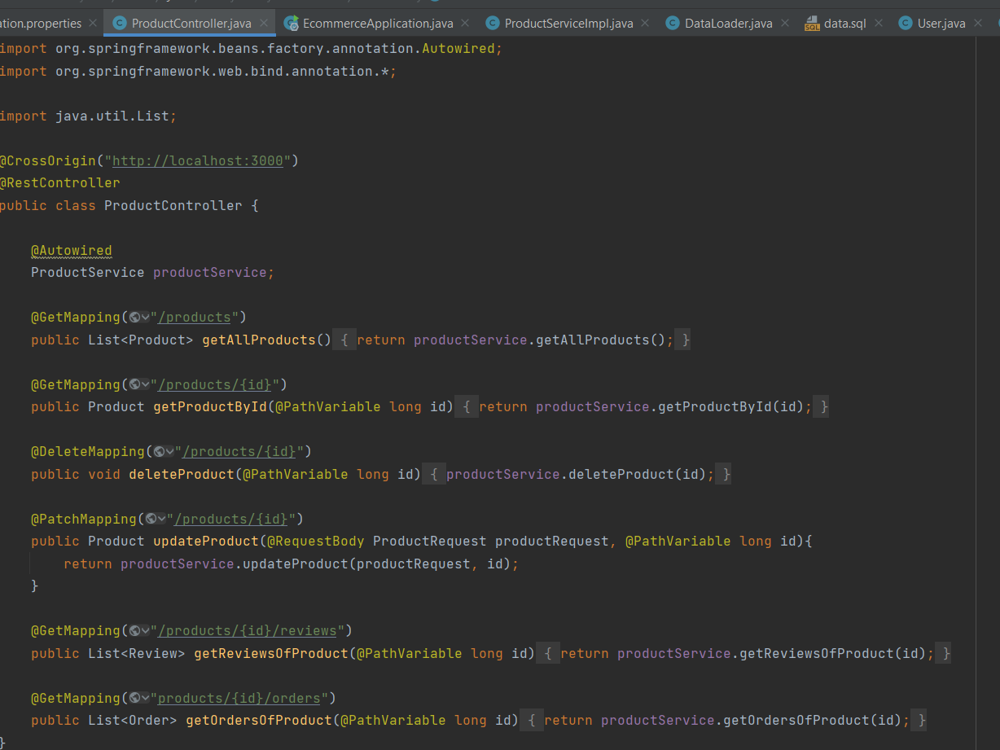 ation.properties ProductController.java EcommerceApplication.java ProductServiceImpl.java DataLoader.java data.sql User.java
import org.springframework.beans.factory.annotation.Autowired;
import org.springframework.web.bind.annotation.*;
import java.util.List;
@CrossOrigin("http://localhost:3000")
@RestController
public class ProductController {
@Autowired
ProductService productService;
@GetMapping("/products")
public List<Product> getAllProducts() { return productService.getAllProducts(); }
@GetMapping("/products/{id}")
public Product getProductById(@PathVariable long id) { return productService.getProductById(id); }
@DeleteMapping("/products/{id}")
public void deleteProduct(@PathVariable long id) { productService.deleteProduct(id); }
@PatchMapping("/products/{id}")
public Product updateProduct(@RequestBody ProductRequest productRequest, @PathVariable long id){
return productService.updateProduct(productRequest, id);
}
@GetMapping("/products/{id}/reviews")
public List<Review> getReviewsOfProduct(@PathVariable long id) { return productService.getReviewsOfProduct(id); }
@GetMapping("products/{id}/orders")
public List<Order> getOrdersOfProduct(@PathVariable long id) { return productService.getOrdersOfProduct(id); }
}